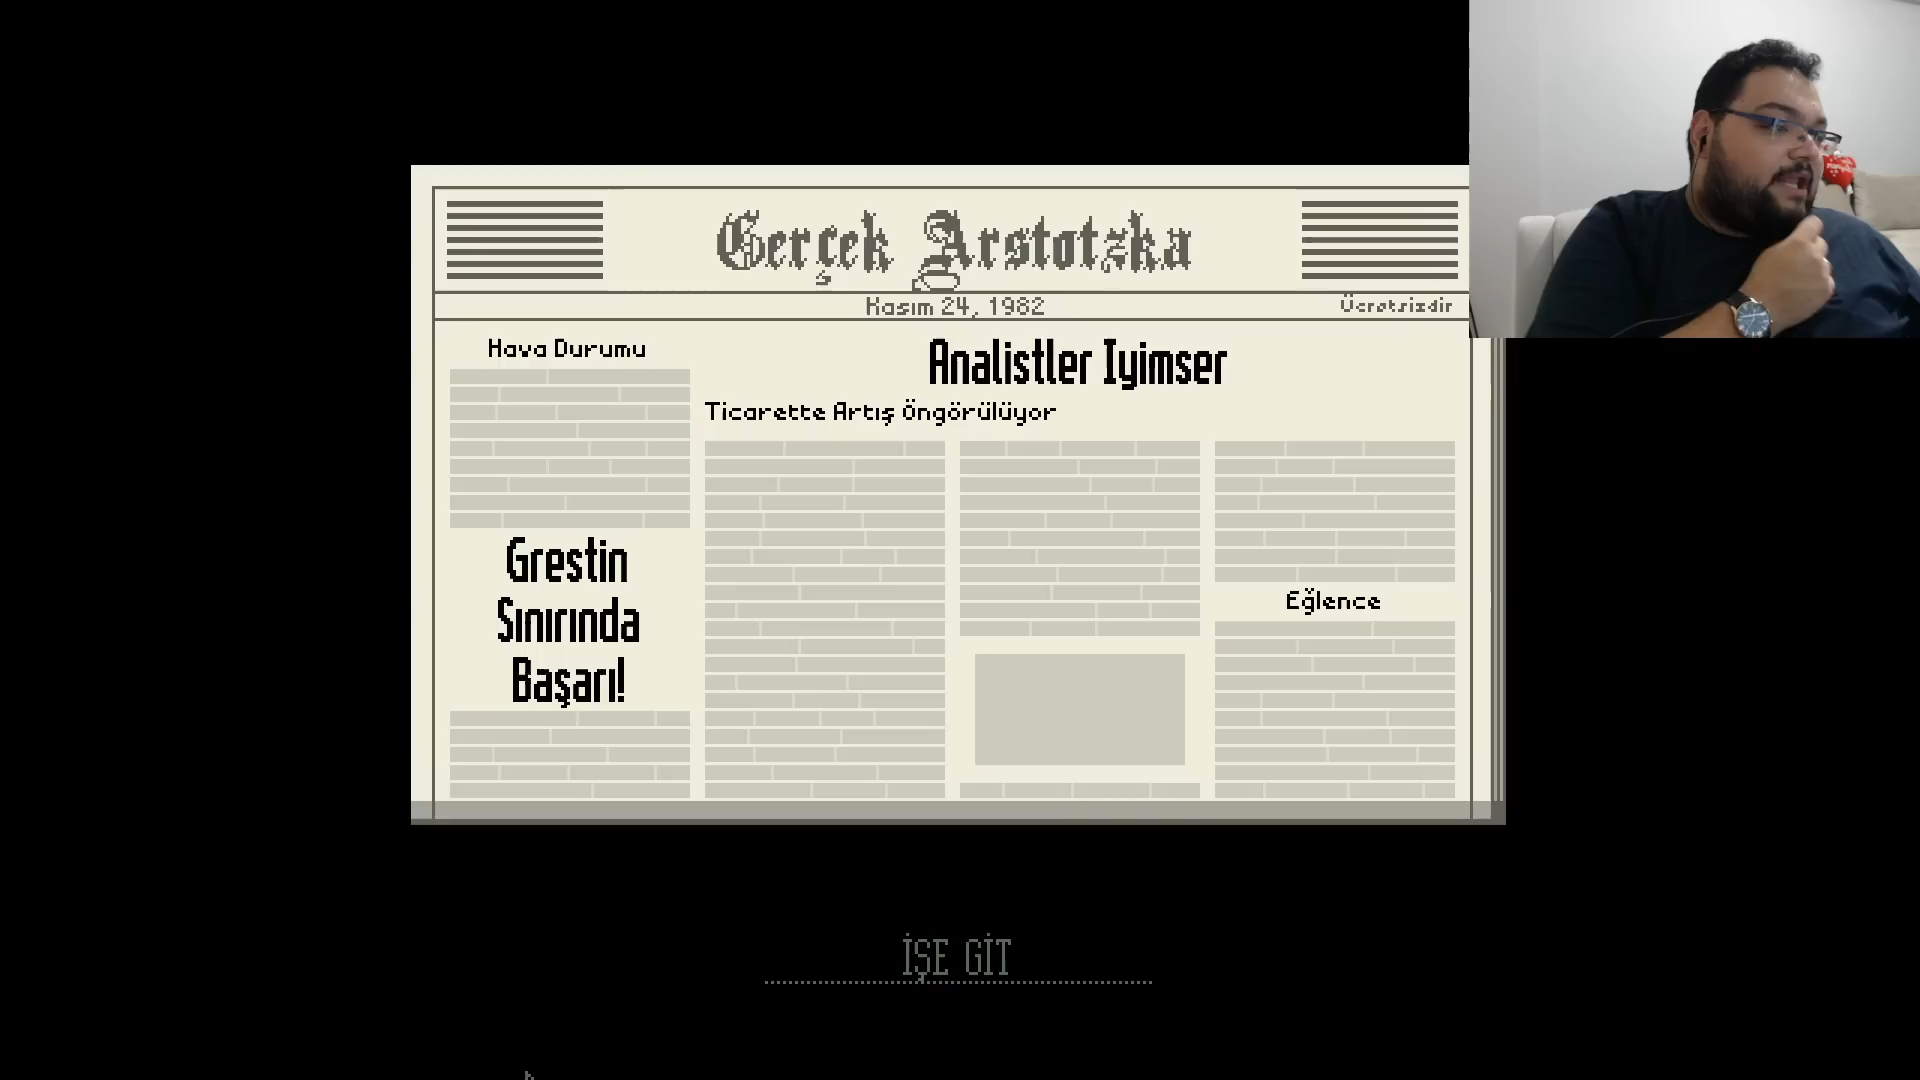 Gerçek Arstotzka
Kasım 24, 1982
Ücretsizdir
Hava Durumu
Grestin
Sınırında
Başarı!
Analistler Iyimser
Ticarette Artış Öngörülüyor
Eğlence
İŞE GİT